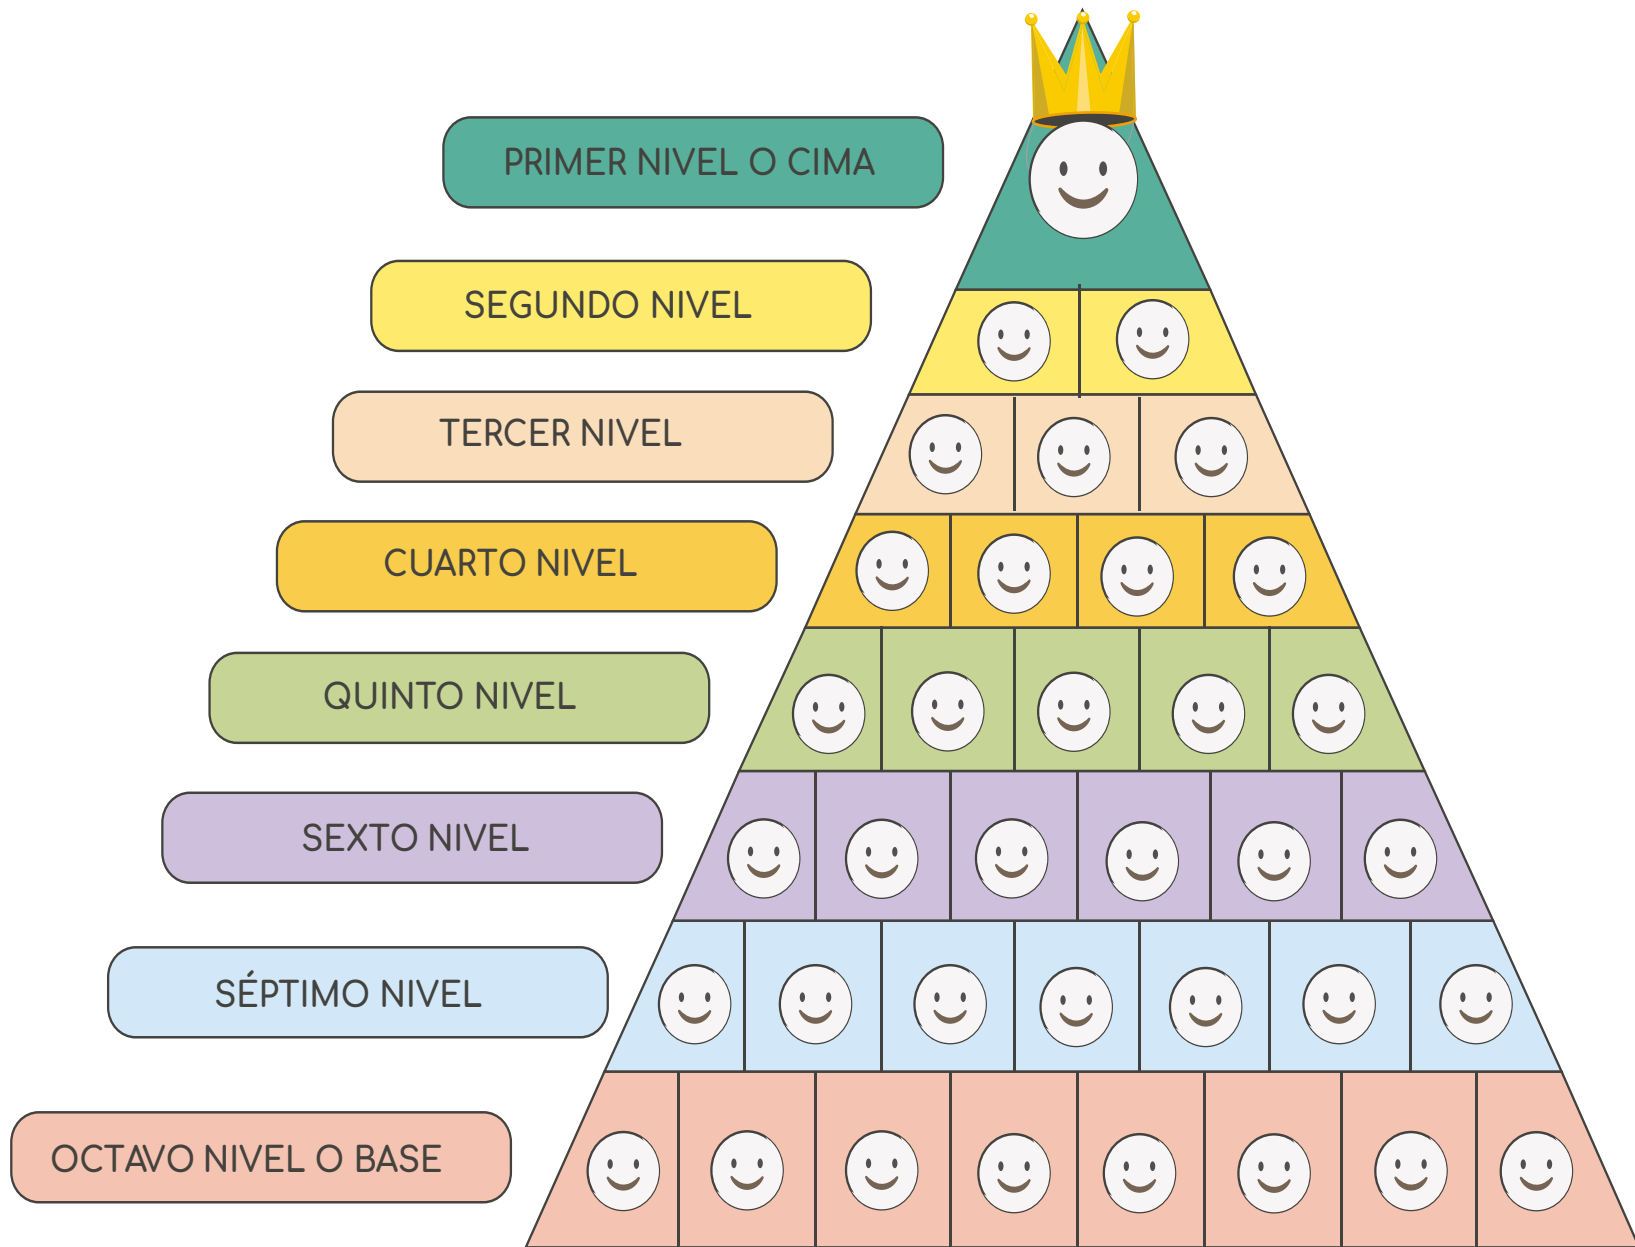 PRIMER NIVEL O CIMA
SEGUNDO NIVEL
TERCER NIVEL
CUARTO NIVEL
QUINTO NIVEL
SEXTO NIVEL
SÉPTIMO NIVEL
OCTAVO NIVEL O BASE